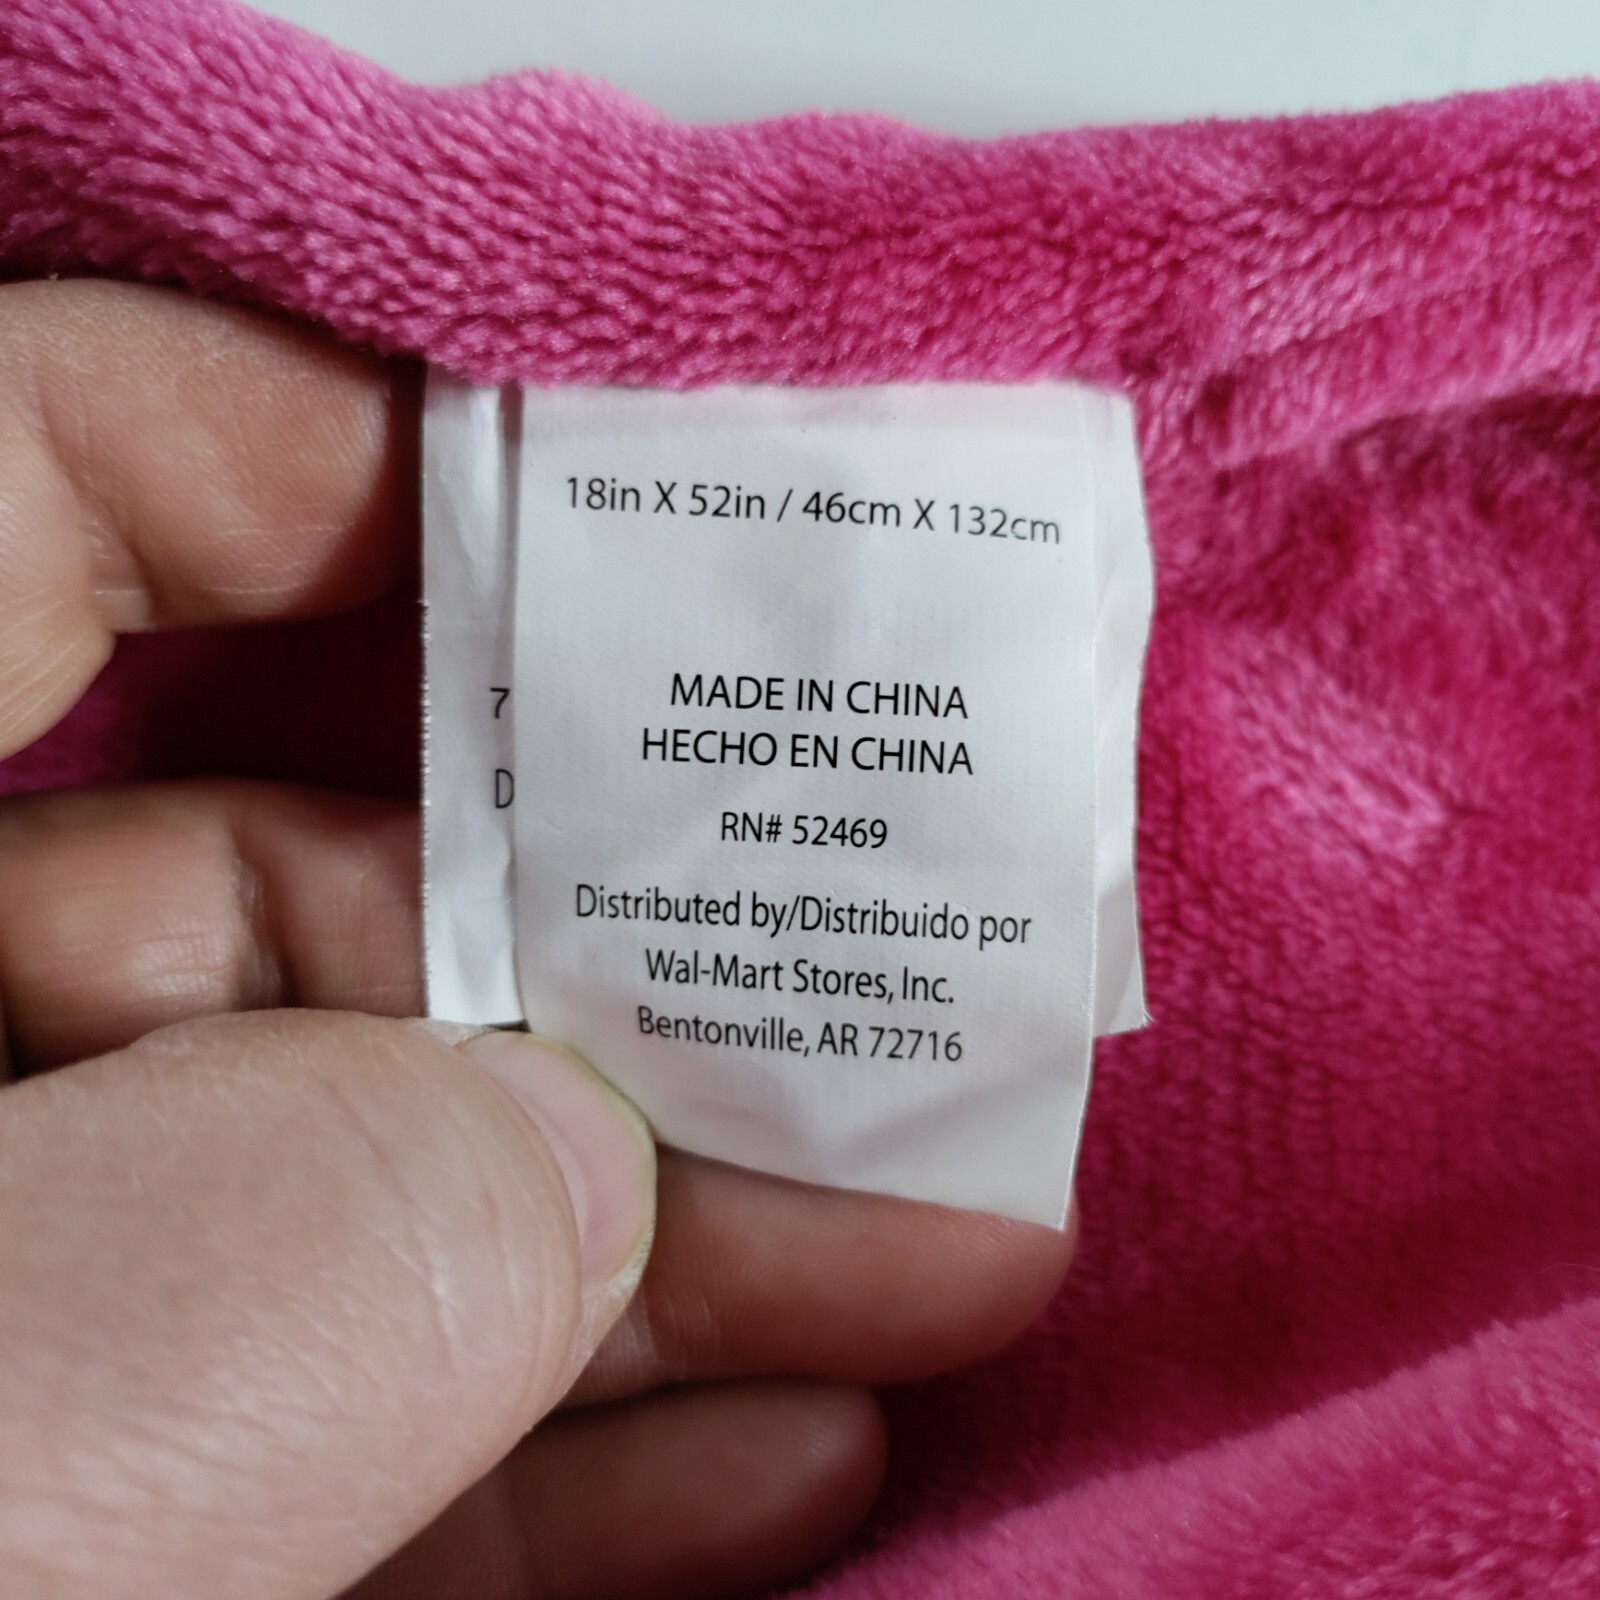 18in X 52in / 46cm X 132cm
MADE IN CHINA
HECHO EN CHINA
RN# 52469
Distributed by/Distribuido por
Wal-Mart Stores, Inc.
Bentonville, AR 72716
7
D